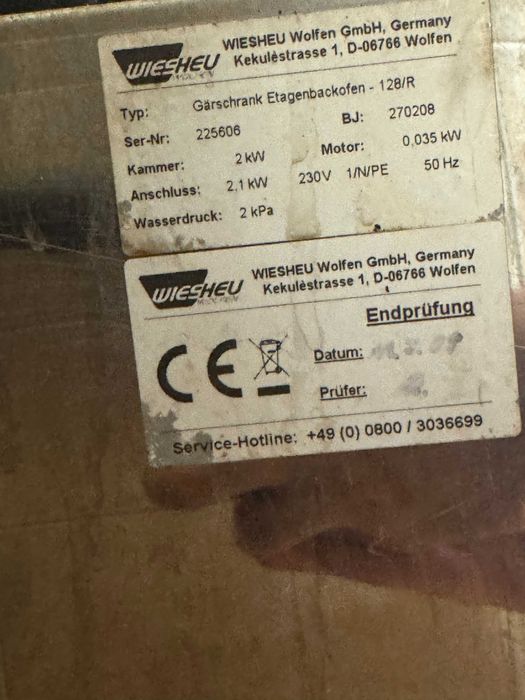 WIESHEU
WOLFEN
WIESHEU Wolfen GmbH, Germany
Kekulèstrasse 1, D-06766 Wolfen
Typ: Gärschrank Etagenbackofen - 128/R
Ser-Nr: 225606 BJ: 270208
Kammer: 2 kW Motor: 0,035 kW
Anschluss: 2,1 kW 230V 1/N/PE 50 Hz
Wasserdruck: 2 kPa
WIESHEU
WOLFEN
WIESHEU Wolfen GmbH, Germany
Kekulèstrasse 1, D-06766 Wolfen
Endprüfung
CE
Datum:
Prüfer:
Service-Hotline: +49 (0) 0800 / 3036699